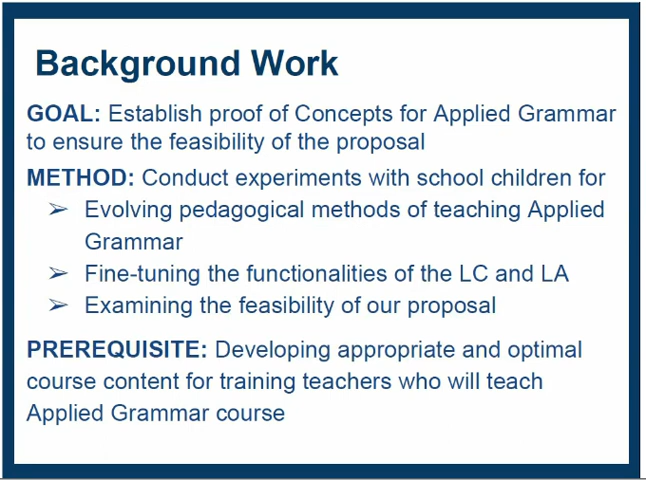 Background Work
GOAL: Establish proof of Concepts for Applied Grammar
to ensure the feasibility of the proposal
METHOD: Conduct experiments with school children for
➢ Evolving pedagogical methods of teaching Applied
Grammar
➢ Fine-tuning the functionalities of the LC and LA
➢ Examining the feasibility of our proposal
PREREQUISITE: Developing appropriate and optimal
course content for training teachers who will teach
Applied Grammar course